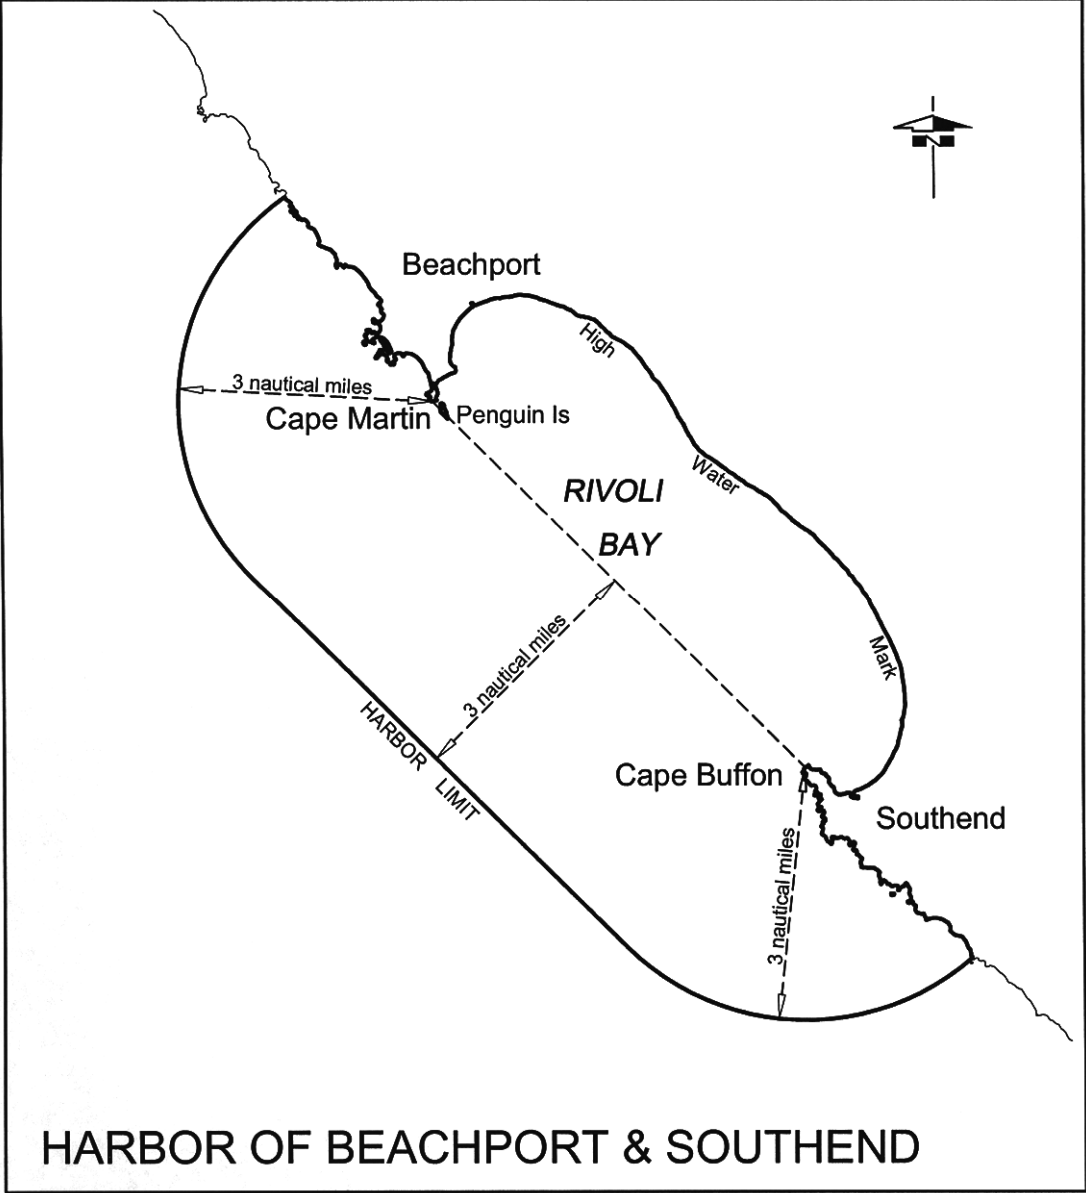 N
Beachport
High
3 nautical miles
Cape Martin
Penguin Is
Water
RIVOLI
BAY
3 nautical miles
Mark
HARBOR
LIMIT
Cape Buffon
Southend
3 nautical miles
HARBOR OF BEACHPORT & SOUTHEND